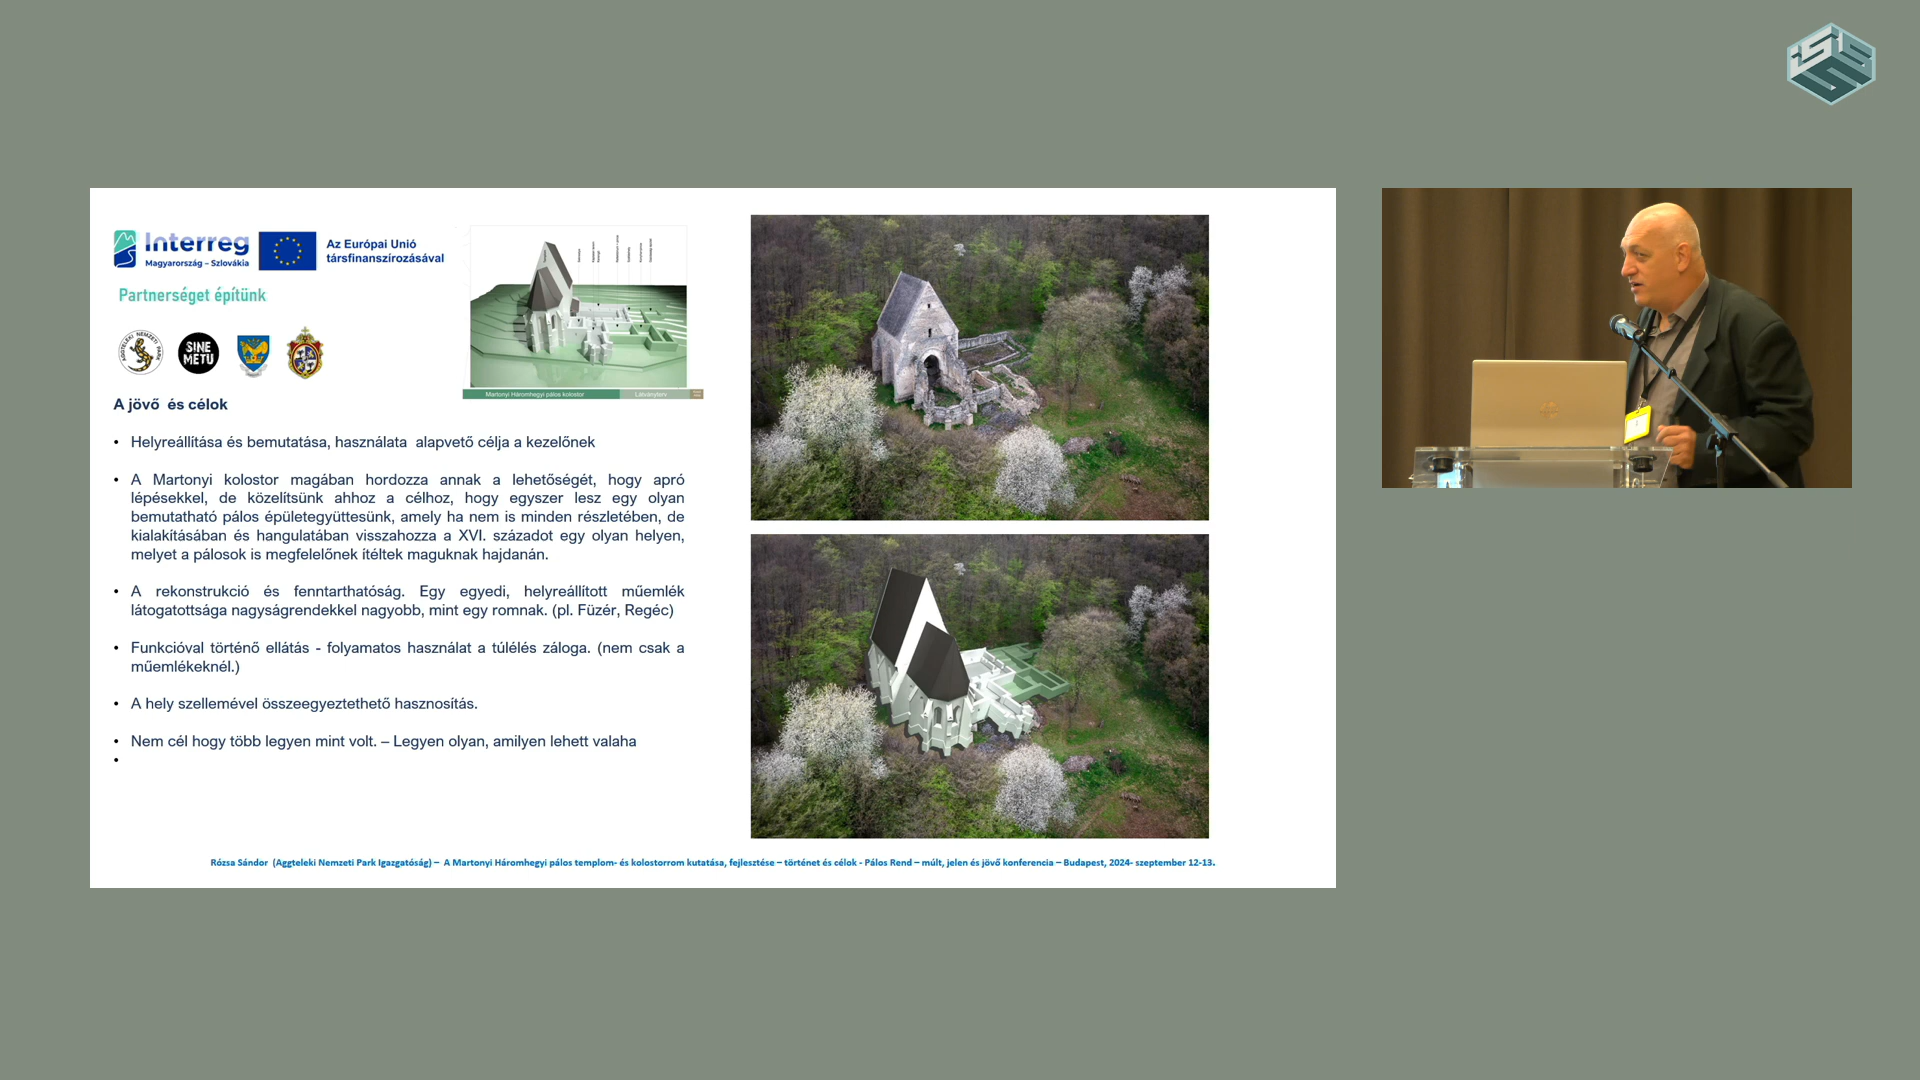 Interreg
Magyarország – Szlovákia
Az Európai Unió
társfinanszírozásával
Partnerséget építünk
AGGTELEKI NEMZETI PARK
SINE
METU
Martonyi Háromhegyi pálos kolostor
Látványterv
A jövő  és célok
• Helyreállítása és bemutatása, használata  alapvető célja a kezelőnek
• A Martonyi kolostor magában hordozza annak a lehetőségét, hogy apró
lépésekkel, de közelítsünk ahhoz a célhoz, hogy egyszer lesz egy olyan
bemutatható pálos épületegyüttesünk, amely ha nem is minden részletében, de
kialakításában és hangulatában visszahozza a XVI. századot egy olyan helyen,
melyet a pálosok is megfelelőnek ítéltek maguknak hajdanán.
• A rekonstrukció és fenntarthatóság. Egy egyedi, helyreállított műemlék
látogatottsága nagyságrendekkel nagyobb, mint egy romnak. (pl. Füzér, Regéc)
• Funkcióval történő ellátás - folyamatos használat a túlélés záloga. (nem csak a
műemlékeknél.)
• A hely szellemével összeegyeztethető hasznosítás.
• Nem cél hogy több legyen mint volt. – Legyen olyan, amilyen lehett valaha
•
Rózsa Sándor  (Aggteleki Nemzeti Park Igazgatóság) –  A Martonyi Háromhegyi pálos templom- és kolostorrom kutatása, fejlesztése – történet és célok - Pálos Rend – múlt, jelen és jövő konferencia – Budapest, 2024- szeptember 12-13.